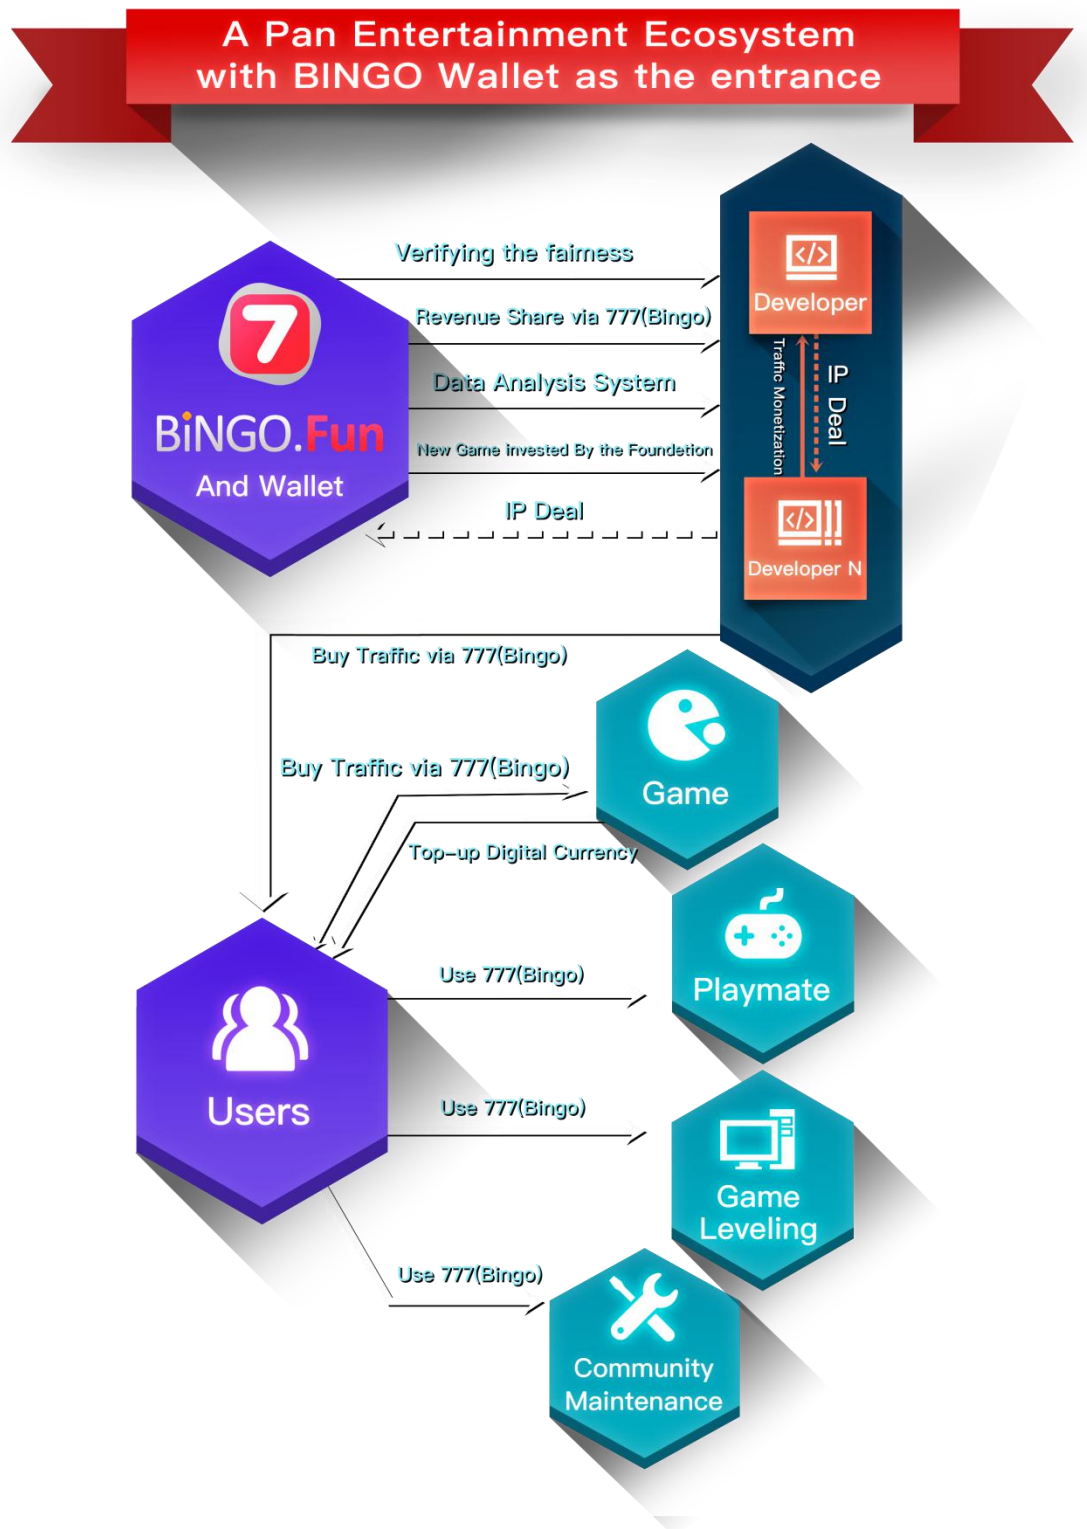 A Pan Entertainment Ecosystem
with BINGO Wallet as the entrance
Verifying the fairness
Revenue Share via 777(Bingo)
Data Analysis System
New Game invested By the Foundetion
IP Deal
7
BiNGO.Fun
And Wallet
</>
Developer
Traffic Monetization
IP Deal
</>
Developer N
Buy Traffic via 777(Bingo)
Buy Traffic via 777(Bingo)
Game
Top-up Digital Currency
Use 777(Bingo)
Playmate
Users
Use 777(Bingo)
Game
Leveling
Use 777(Bingo)
Community
Maintenance